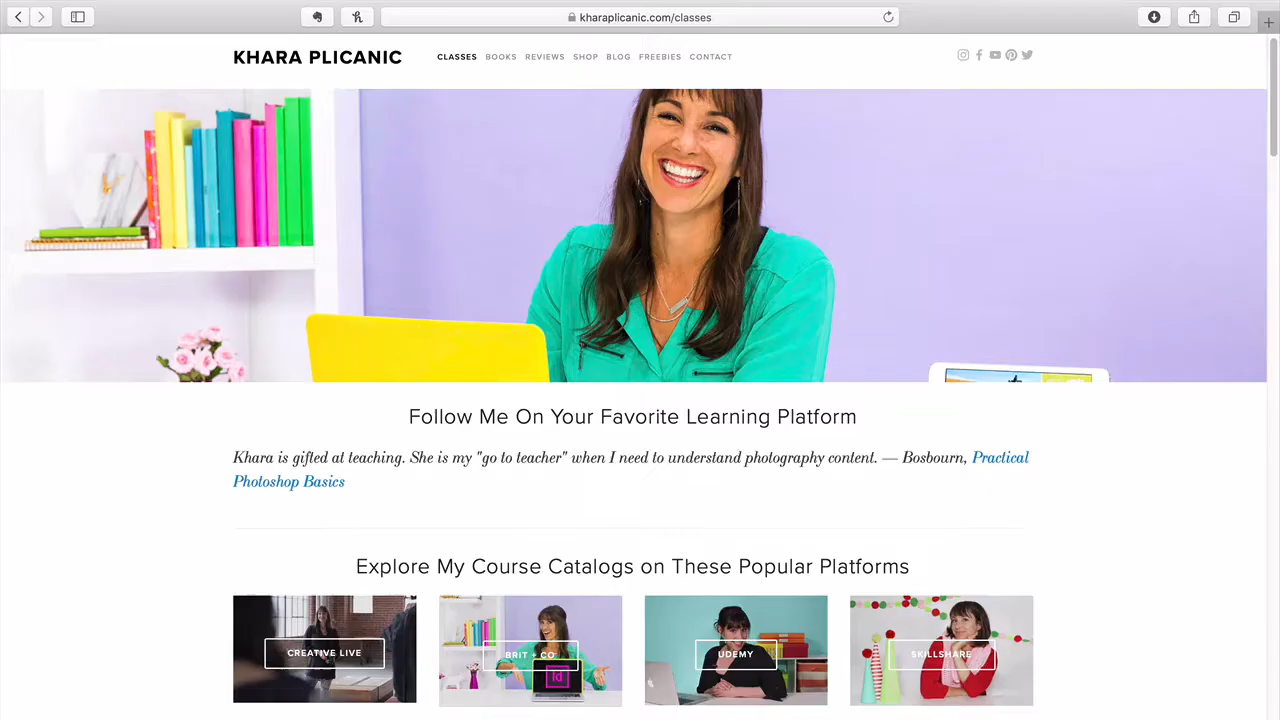 kharaplicanic.com/classes
KHARA PLICANIC
CLASSES BOOKS REVIEWS SHOP BLOG FREEBIES CONTACT
Follow Me On Your Favorite Learning Platform
Khara is gifted at teaching. She is my "go to teacher" when I need to understand photography content. — Bosbourn, Practical
Photoshop Basics
Explore My Course Catalogs on These Popular Platforms
CREATIVE LIVE
BRIT + CO
UDEMY
SKILLSHARE
Id